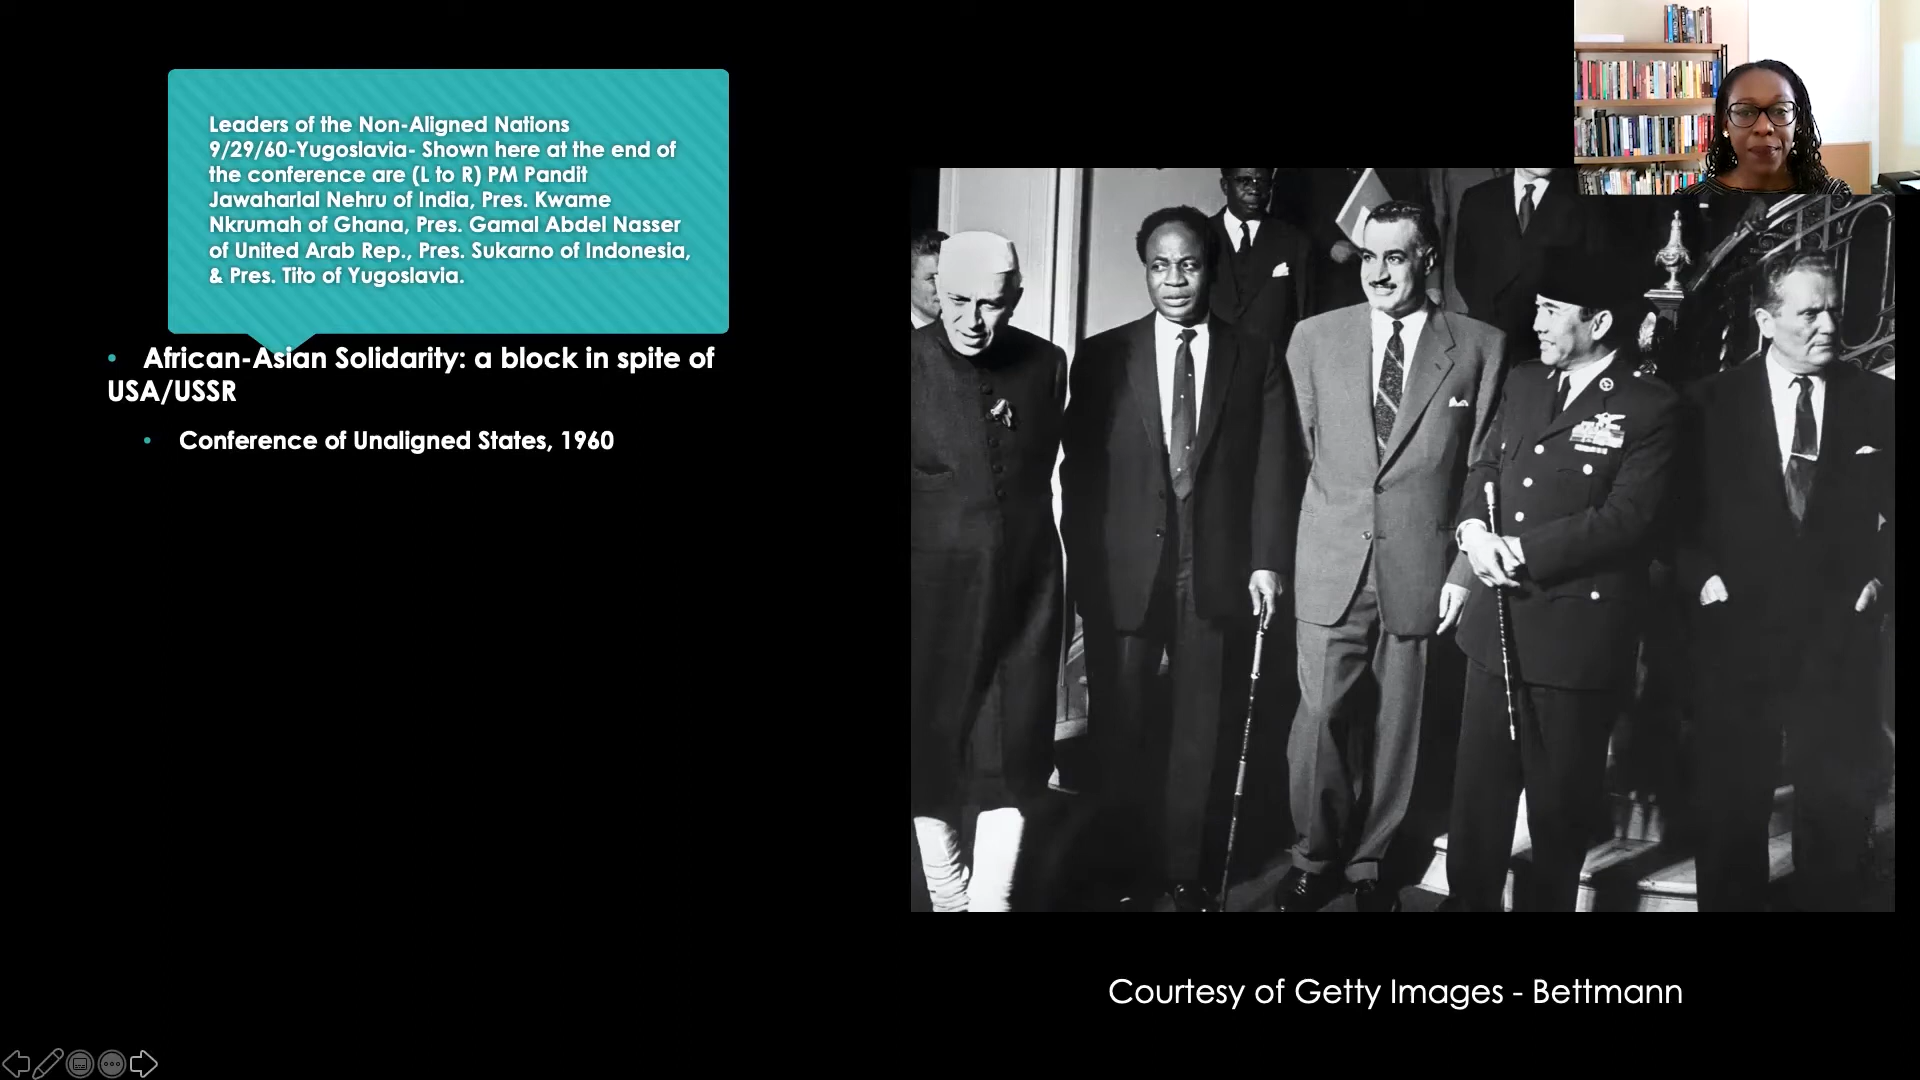 Leaders of the Non-Aligned Nations
9/29/60-Yugoslavia- Shown here at the end of
the conference are (L to R) PM Pandit
Jawaharlal Nehru of India, Pres. Kwame
Nkrumah of Ghana, Pres. Gamal Abdel Nasser
of United Arab Rep., Pres. Sukarno of Indonesia,
& Pres. Tito of Yugoslavia.
• African-Asian Solidarity: a block in spite of
USA/USSR
• Conference of Unaligned States, 1960
Courtesy of Getty Images - Bettmann